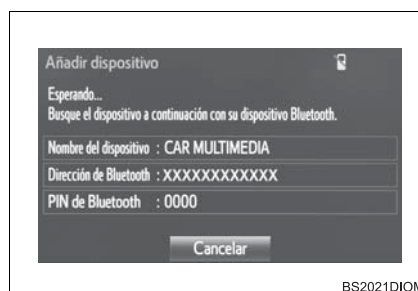 Añadir dispositivo
Esperando...
Busque el dispositivo a continuación con su dispositivo Bluetooth.
Nombre del dispositivo : CAR MULTIMEDIA
Dirección de Bluetooth : XXXXXXXXXXXX
PIN de Bluetooth : 0000
Cancelar
BS2021DION